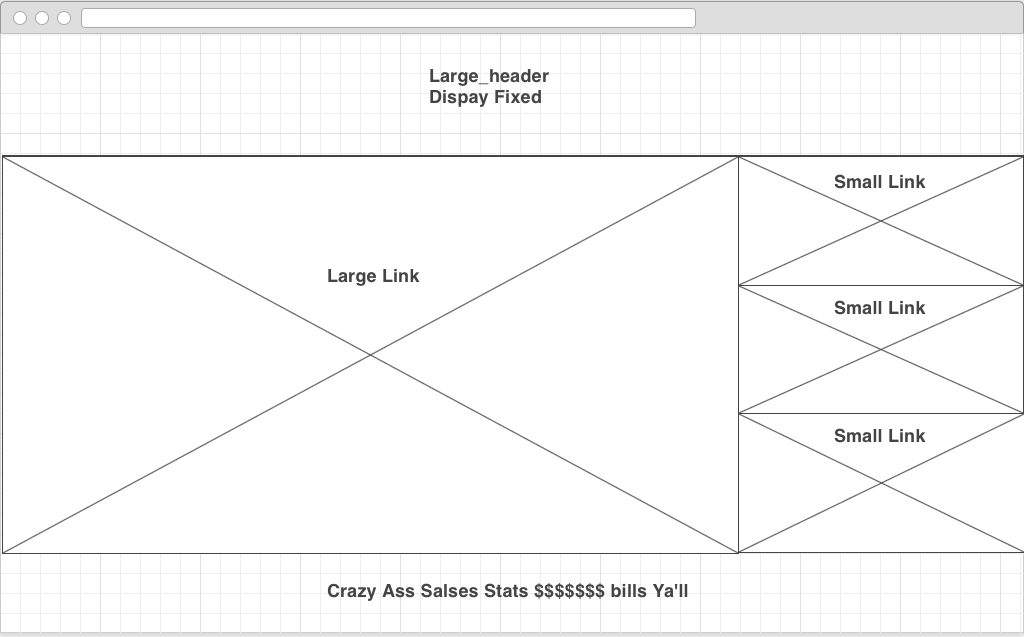 Large_header
Dispay Fixed
Small Link
Large Link
Small Link
Small Link
Crazy Ass Salses Stats $$$$$$$ bills Ya'll